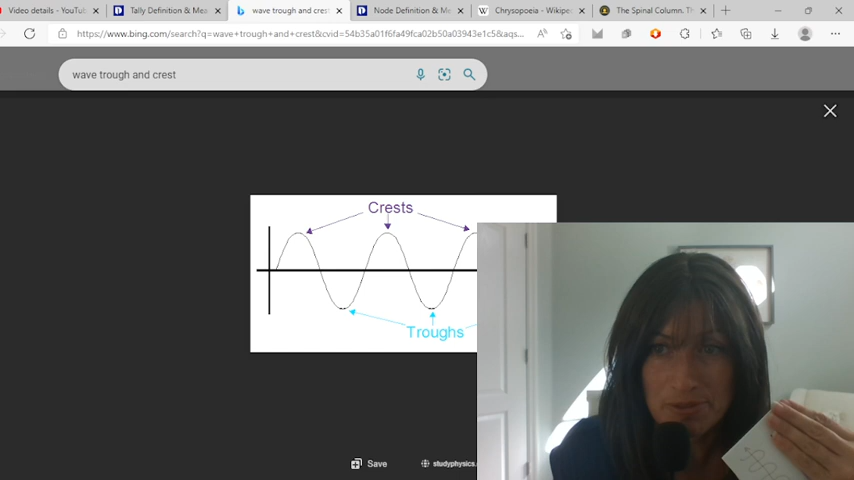 Video details - YouTub
Tally Definition & Mea
wave trough and crest
Node Definition & Me
Chrysopoeia - Wikipe
The Spinal Column. Th
https://www.bing.com/search?q=wave+trough+and+crest&cvid=54b35a01f6fa49fca02b50a03943e1c5&aqs...
wave trough and crest
Crests
Troughs
Save
studyphysics.